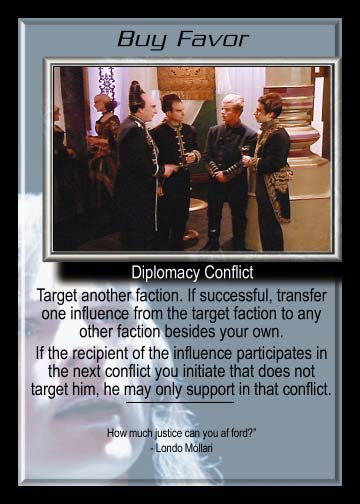 Buy Favor
Diplomacy Conflict
Target another faction. If successful, transfer
one influence from the target faction to any
other faction besides your own.
If the recipient of the influence participates in
the next conflict you initiate that does not
target him, he may only support in that conflict.
How much justice can you af ford?"
- Londo Mollari